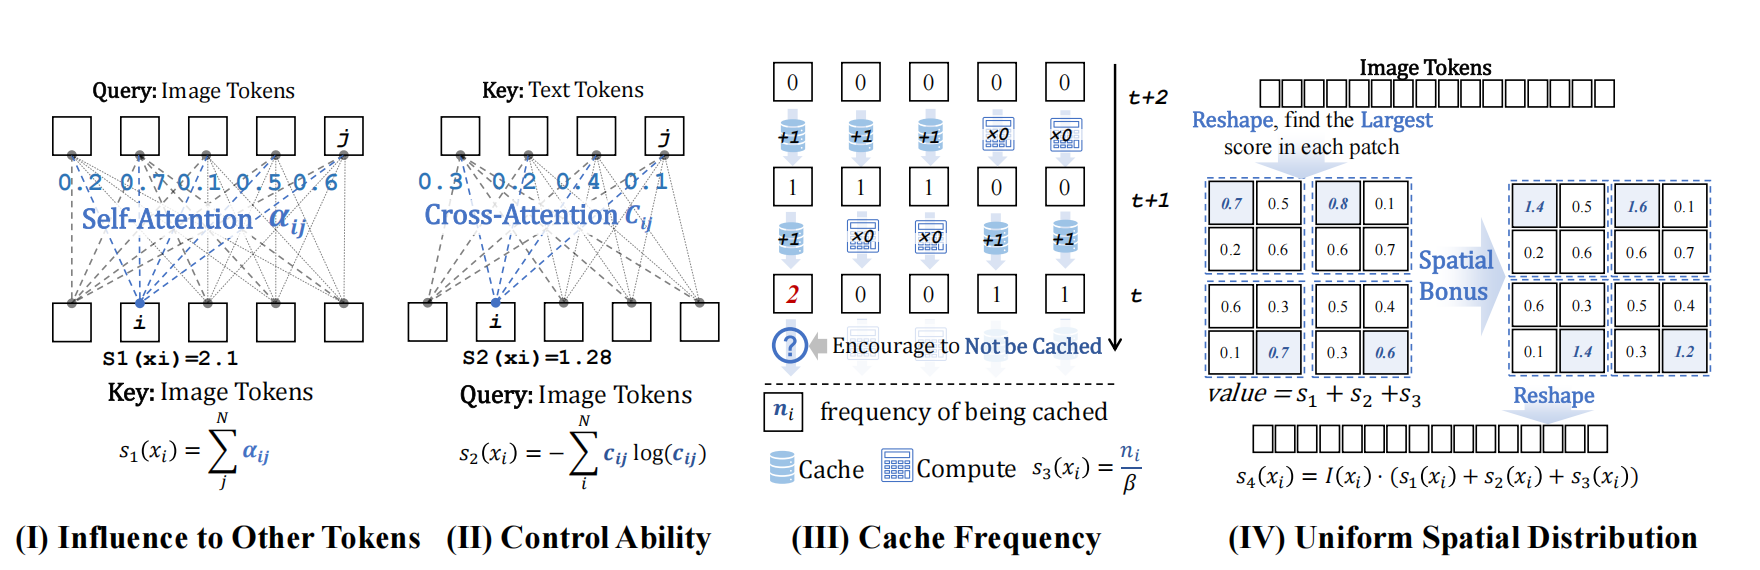 Query: Image Tokens
j
0.2 0.7 0.1 0.5 0.6
Self-Attention αij
i
S1(xi)=2.1
Key: Image Tokens
s1(xi) = ∑_j^N αij
(I) Influence to Other Tokens
Key: Text Tokens
j
0.3 0.2 0.4 0.1
Cross-Attention cij
i
S2(xi)=1.28
Query: Image Tokens
s2(xi) = −∑_i^N cij log(cij)
(II) Control Ability
0 0 0 0 0
t+2
+1 +1 +1 ×0 ×0
1 1 1 0 0
t+1
+1 ×0 ×0 +1 +1
2 0 0 1 1
t
? Encourage to Not be Cached
ni frequency of being cached
Cache Compute s3(xi) = ni/β
(III) Cache Frequency
Image Tokens
Reshape, find the Largest
score in each patch
0.7 0.5 0.8 0.1
0.2 0.6 0.6 0.7
0.6 0.3 0.5 0.4
0.1 0.7 0.3 0.6
value = s1 + s2 +s3
Spatial
Bonus
1.4 0.5 1.6 0.1
0.2 0.6 0.6 0.7
0.6 0.3 0.5 0.4
0.1 1.4 0.3 1.2
Reshape
s4(xi) = I(xi) · (s1(xi) + s2(xi) + s3(xi))
(IV) Uniform Spatial Distribution